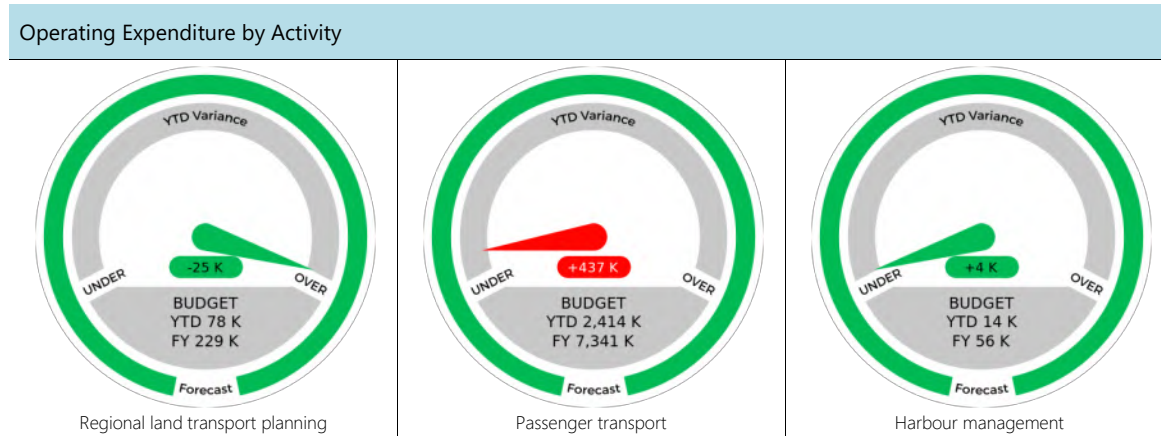 Operating Expenditure by Activity
YTD Variance
-25 K
UNDER
OVER
BUDGET
YTD 78 K
FY 229 K
Forecast
Regional land transport planning
YTD Variance
+437 K
UNDER
OVER
BUDGET
YTD 2,414 K
FY 7,341 K
Forecast
Passenger transport
YTD Variance
+4 K
UNDER
OVER
BUDGET
YTD 14 K
FY 56 K
Forecast
Harbour management